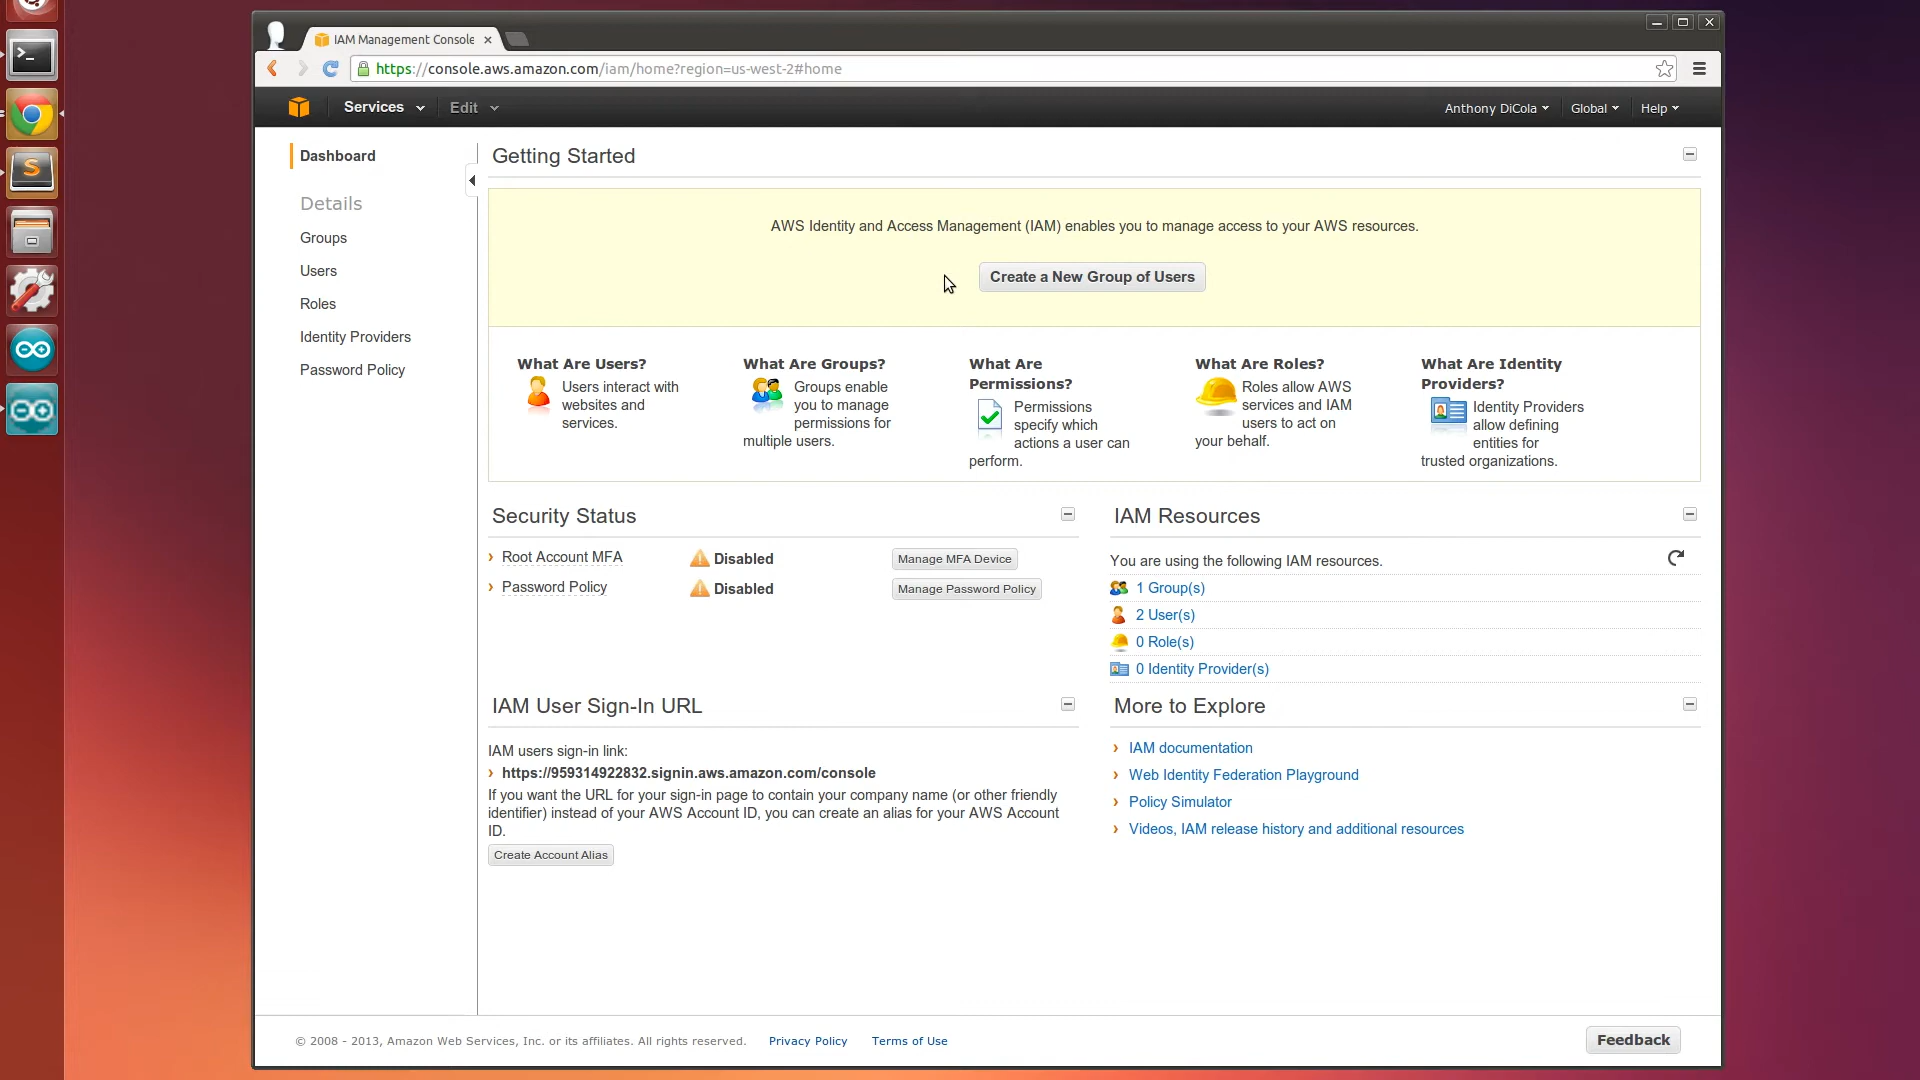 IAM Management Console
https://console.aws.amazon.com/iam/home?region=us-west-2#home
Services
Edit
Anthony DiCola
Global
Help
Dashboard
Details
Groups
Users
Roles
Identity Providers
Password Policy
Getting Started
AWS Identity and Access Management (IAM) enables you to manage access to your AWS resources.
Create a New Group of Users
What Are Users?
Users interact with
websites and
services.
What Are Groups?
Groups enable
you to manage
permissions for
multiple users.
What Are
Permissions?
Permissions
specify which
actions a user can
perform.
What Are Roles?
Roles allow AWS
services and IAM
users to act on
your behalf.
What Are Identity
Providers?
Identity Providers
allow defining
entities for
trusted organizations.
Security Status
Root Account MFA
Disabled
Manage MFA Device
Password Policy
Disabled
Manage Password Policy
IAM Resources
You are using the following IAM resources.
1 Group(s)
2 User(s)
0 Role(s)
0 Identity Provider(s)
IAM User Sign-In URL
IAM users sign-in link:
https://959314922832.signin.aws.amazon.com/console
If you want the URL for your sign-in page to contain your company name (or other friendly
identifier) instead of your AWS Account ID, you can create an alias for your AWS Account
ID.
Create Account Alias
More to Explore
IAM documentation
Web Identity Federation Playground
Policy Simulator
Videos, IAM release history and additional resources
© 2008 - 2013, Amazon Web Services, Inc. or its affiliates. All rights reserved.
Privacy Policy
Terms of Use
Feedback